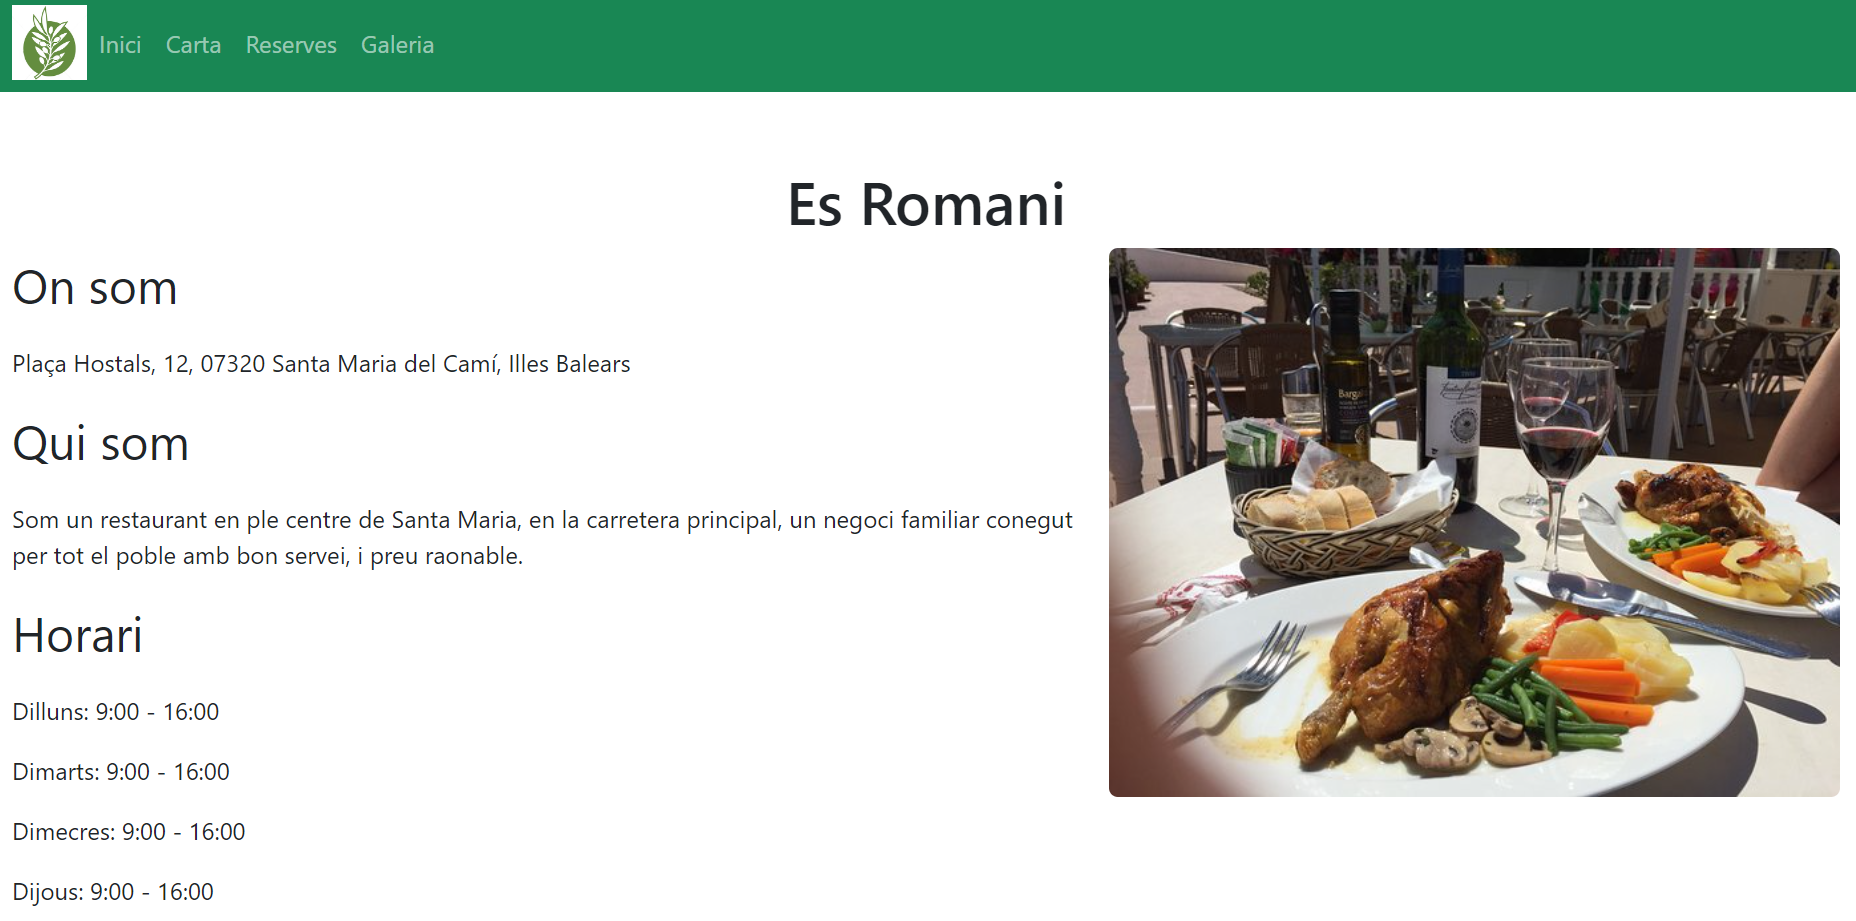 Inici Carta Reserves Galeria
Es Romani
On som
Plaça Hostals, 12, 07320 Santa Maria del Camí, Illes Balears
Qui som
Som un restaurant en ple centre de Santa Maria, en la carretera principal, un negoci familiar conegut
per tot el poble amb bon servei, i preu raonable.
Horari
Dilluns: 9:00 - 16:00
Dimarts: 9:00 - 16:00
Dimecres: 9:00 - 16:00
Dijous: 9:00 - 16:00